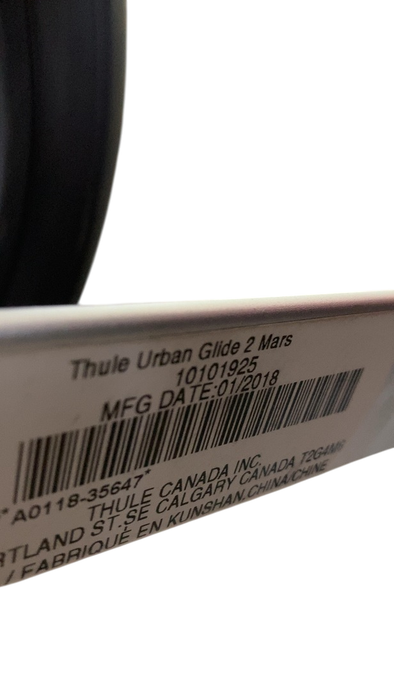 Thule Urban Glide 2 Mars
10101925
MFG DATE:01/2018
*A0118-35647*
THULE CANADA INC.
RTLAND ST.SE CALGARY CANADA T2G4M6
/ FABRIQUÉ EN KUNSHAN,CHINA/CHINE